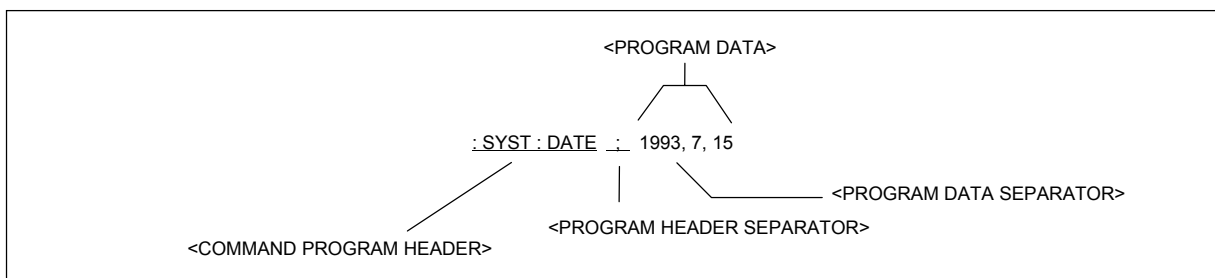 <PROGRAM DATA>
: SYST : DATE ; 1993, 7, 15
<PROGRAM DATA SEPARATOR>
<PROGRAM HEADER SEPARATOR>
<COMMAND PROGRAM HEADER>